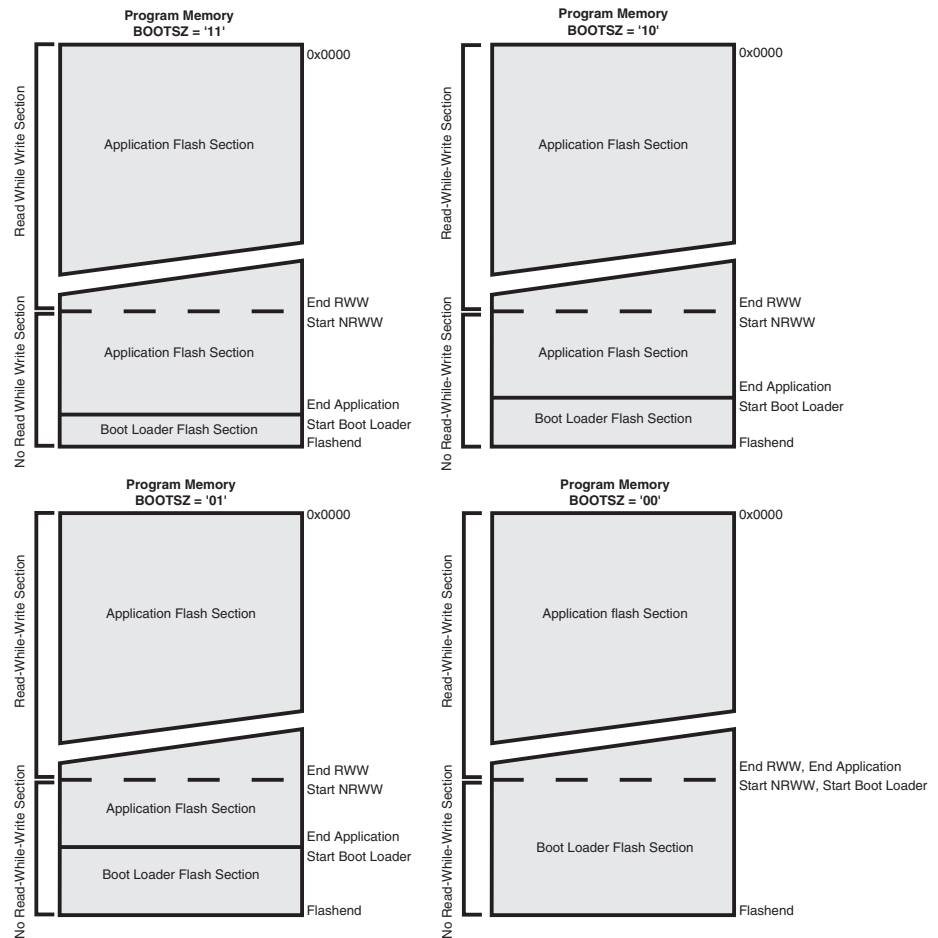 Program Memory
BOOTSZ = '11'
0x0000
Read While Write Section
Application Flash Section
End RWW
Start NRWW
No Read While Write Section
Application Flash Section
End Application
Start Boot Loader
Boot Loader Flash Section
Flashend
Program Memory
BOOTSZ = '10'
0x0000
Read-While-Write Section
Application Flash Section
End RWW
Start NRWW
No Read-While-Write Section
Application Flash Section
End Application
Start Boot Loader
Boot Loader Flash Section
Flashend
Program Memory
BOOTSZ = '01'
0x0000
Read-While-Write Section
Application Flash Section
End RWW
Start NRWW
No Read-While-Write Section
Application Flash Section
End Application
Start Boot Loader
Boot Loader Flash Section
Flashend
Program Memory
BOOTSZ = '00'
0x0000
Read-While-Write Section
Application flash Section
End RWW, End Application
Start NRWW, Start Boot Loader
No Read-While-Write Section
Boot Loader Flash Section
Flashend